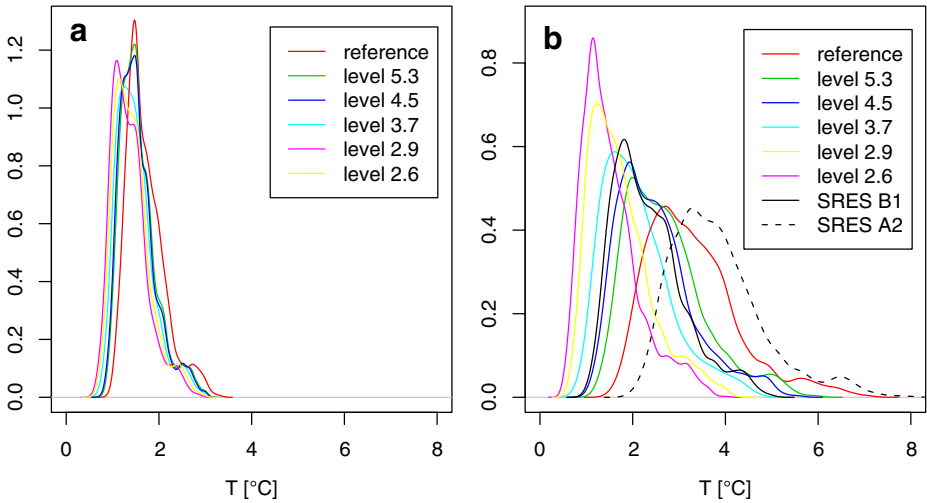 a
reference
level 5.3
level 4.5
level 3.7
level 2.9
level 2.6
0.0
0.2
0.4
0.6
0.8
1.0
1.2
0
2
4
6
8
T [°C]
b
reference
level 5.3
level 4.5
level 3.7
level 2.9
level 2.6
SRES B1
SRES A2
0.0
0.2
0.4
0.6
0.8
0
2
4
6
8
T [°C]